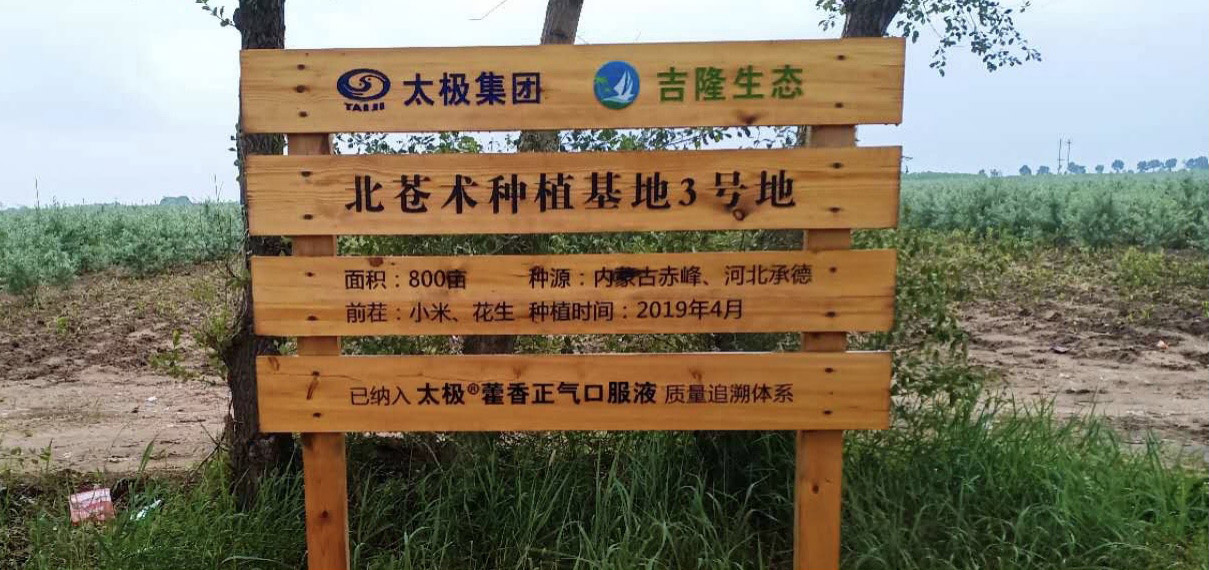 TAIJI 太极集团 吉隆生态
北苍术种植基地3号地
面积：800亩 种源：内蒙古赤峰、河北承德
前茬：小米、花生 种植时间：2019年4月
已纳入 太极®藿香正气口服液 质量追溯体系